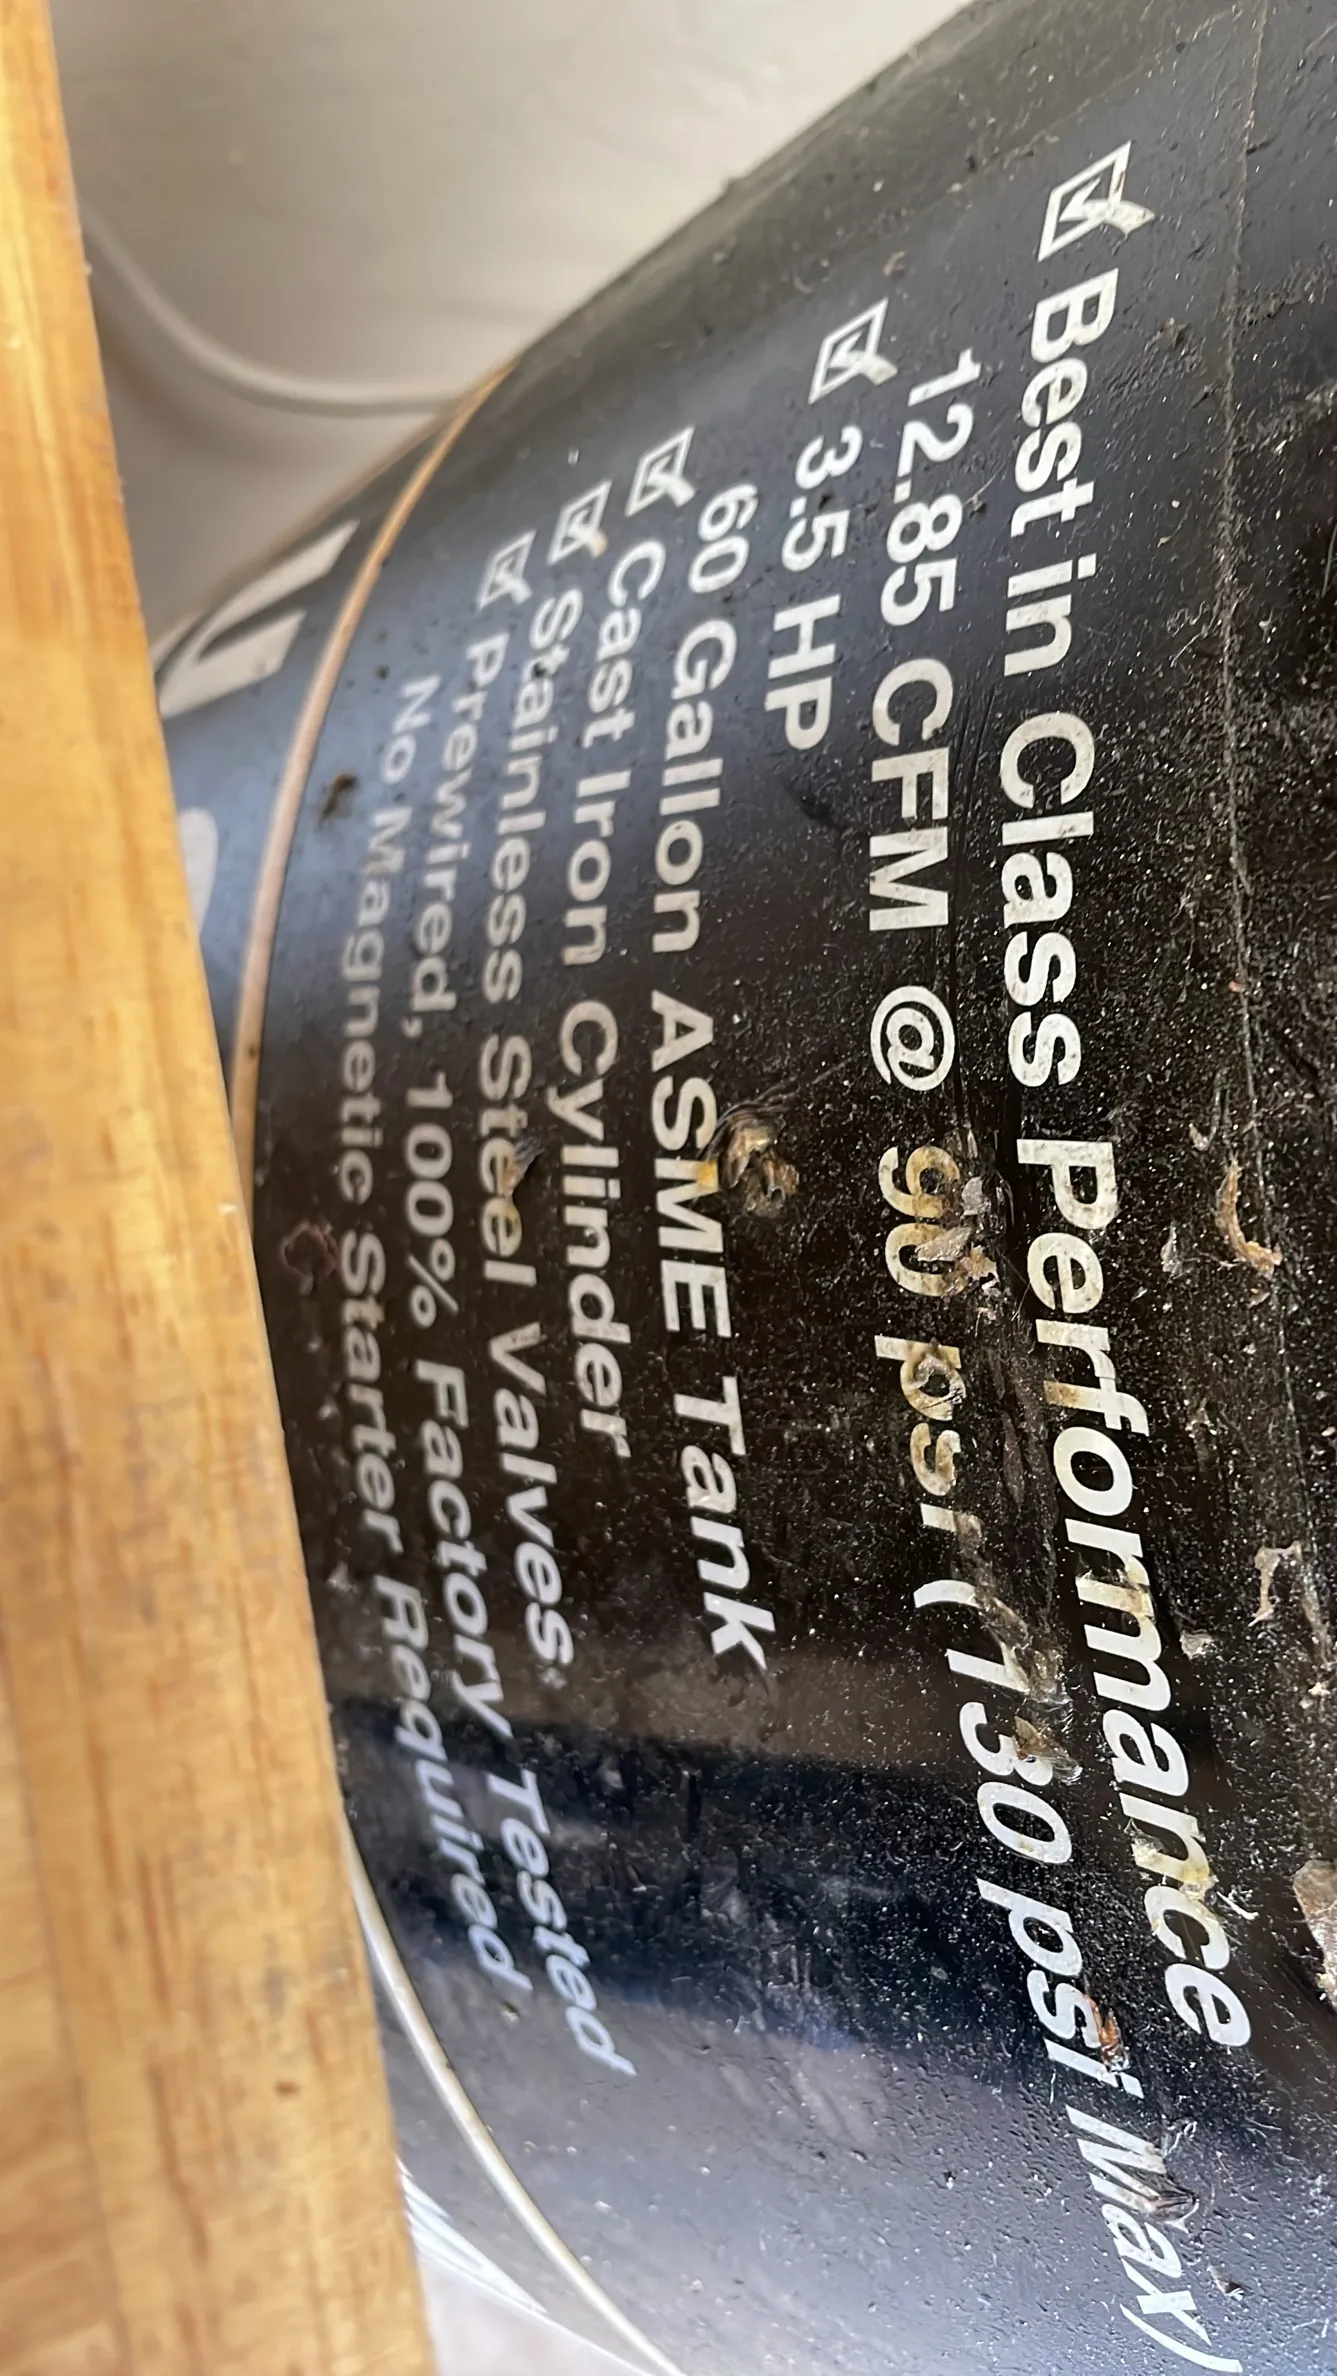 ☑ Best in Class Performance
12.85 CFM @ 90 psi (130 psi Max)
☑ 3.5 HP
60 Gallon ASME Tank
☑ Cast Iron Cylinder
☑ Stainless Steel Valves
☑ Prewired, 100% Factory Tested
No Magnetic Starter Required